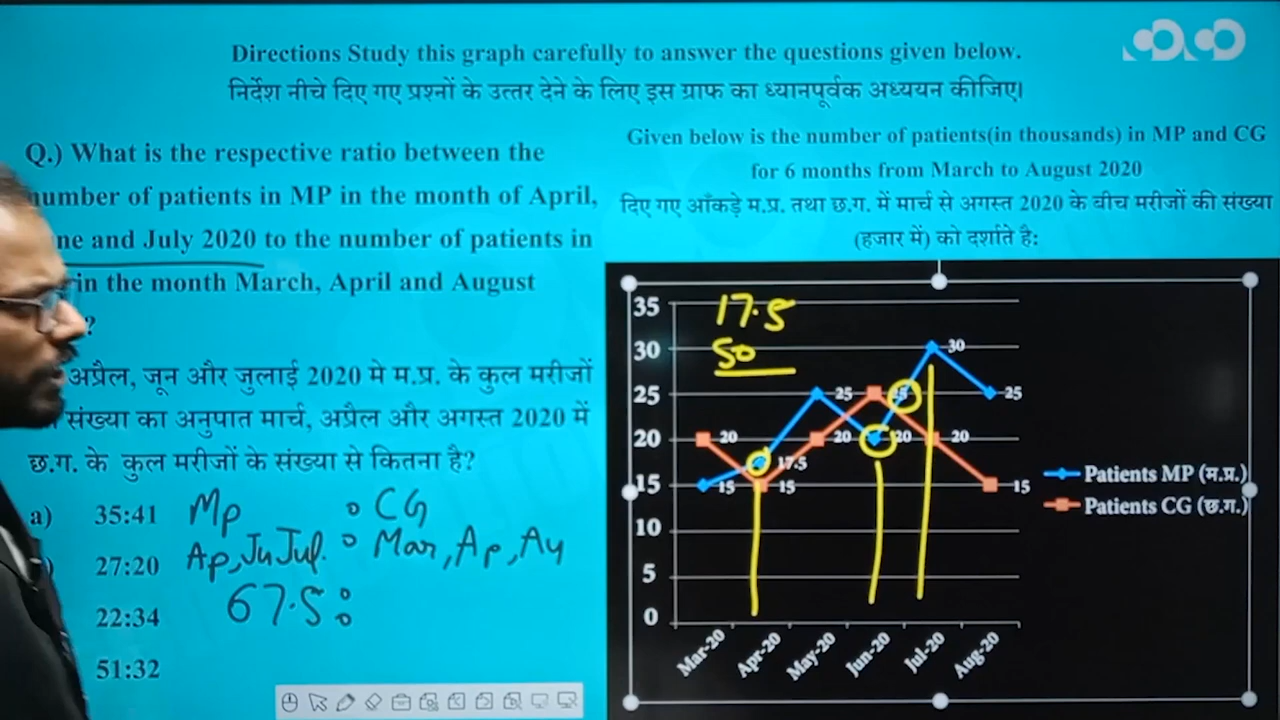 Directions Study this graph carefully to answer the questions given below.
निर्देश नीचे दिए गए प्रश्नों के उत्तर देने के लिए इस ग्राफ का ध्यानपूर्वक अध्ययन कीजिए।
Q.) What is the respective ratio between the
number of patients in MP in the month of April,
ne and July 2020 to the number of patients in
in the month March, April and August
?
अप्रैल, जून और जुलाई 2020 मे म.प्र. के कुल मरीजों
संख्या का अनुपात मार्च, अप्रैल और अगस्त 2020 में
छ.ग. के कुल मरीजों के संख्या से कितना है?
a) 35:41
27:20
22:34
51:32
Mp : CG
Ap, Ju Jul. : Mar, Ap, Au
67.5 :
Given below is the number of patients(in thousands) in MP and CG
for 6 months from March to August 2020
दिए गए आँकड़े म.प्र. तथा छ.ग. में मार्च से अगस्त 2020 के बीच मरीजों की संख्या
(हजार में) को दर्शाते है:
17.5
50
35
30 30
25 25 25
20 20 20 20 20
17.5
15 15 15 15
10
5
0
Mar-20 Apr-20 May-20 Jun-20 Jul-20 Aug-20
Patients MP (म.प्र.)
Patients CG (छ.ग.)